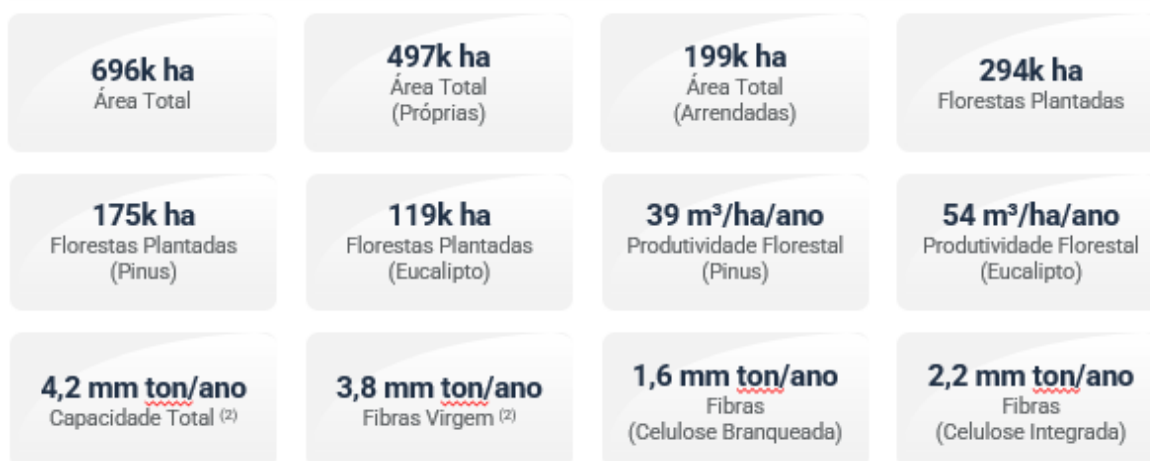 696k ha
Área Total
497k ha
Área Total
(Próprias)
199k ha
Área Total
(Arrendadas)
294k ha
Florestas Plantadas
175k ha
Florestas Plantadas
(Pinus)
119k ha
Florestas Plantadas
(Eucalipto)
39 m³/ha/ano
Produtividade Florestal
(Pinus)
54 m³/ha/ano
Produtividade Florestal
(Eucalipto)
4,2 mm ton/ano
Capacidade Total (2)
3,8 mm ton/ano
Fibras Virgem (2)
1,6 mm ton/ano
Fibras
(Celulose Branqueada)
2,2 mm ton/ano
Fibras
(Celulose Integrada)